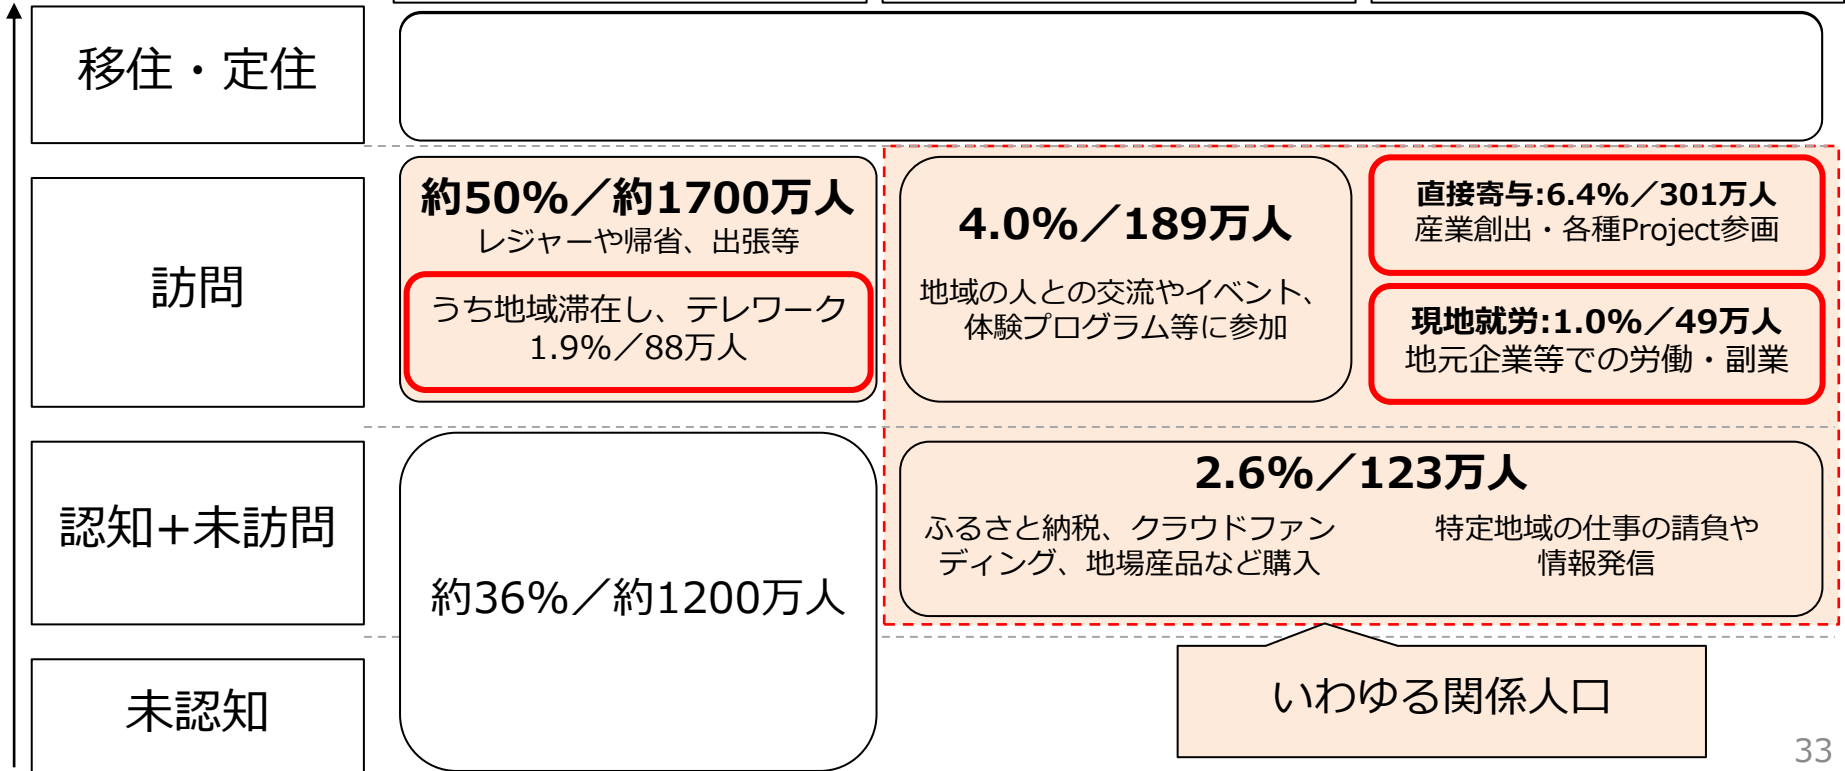 移住・定住
訪問
約50%／約1700万人
レジャーや帰省、出張等
うち地域滞在し、テレワーク
1.9%／88万人
4.0%／189万人
地域の人との交流やイベント、
体験プログラム等に参加
直接寄与:6.4%／301万人
産業創出・各種Project参画
現地就労:1.0%／49万人
地元企業等での労働・副業
認知+未訪問
約36%／約1200万人
2.6%／123万人
ふるさと納税、クラウドファン
ディング、地場産品など購入
特定地域の仕事の請負や
情報発信
未認知
いわゆる関係人口
33